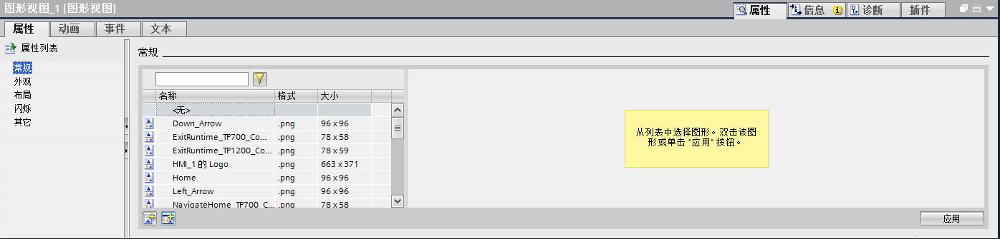 图形视图_1 [图形视图]
属性 信息 诊断 插件
属性 动画 事件 文本
属性列表
常规
外观
布局
闪烁
其它
常规
名称 格式 大小
<无>
Down_Arrow .png 96 x 96
ExitRuntime_TP700_Co... .png 78 x 58
ExitRuntime_TP1200_Co... .png 78 x 59
HMI_1 的 Logo .png 663 x 371
Home .png 96 x 96
Left_Arrow .png 96 x 96
NavigateHome_TP700_C... .png 78 x 58
从列表中选择图形。双击该图
形或单击 "应用" 按钮。
应用